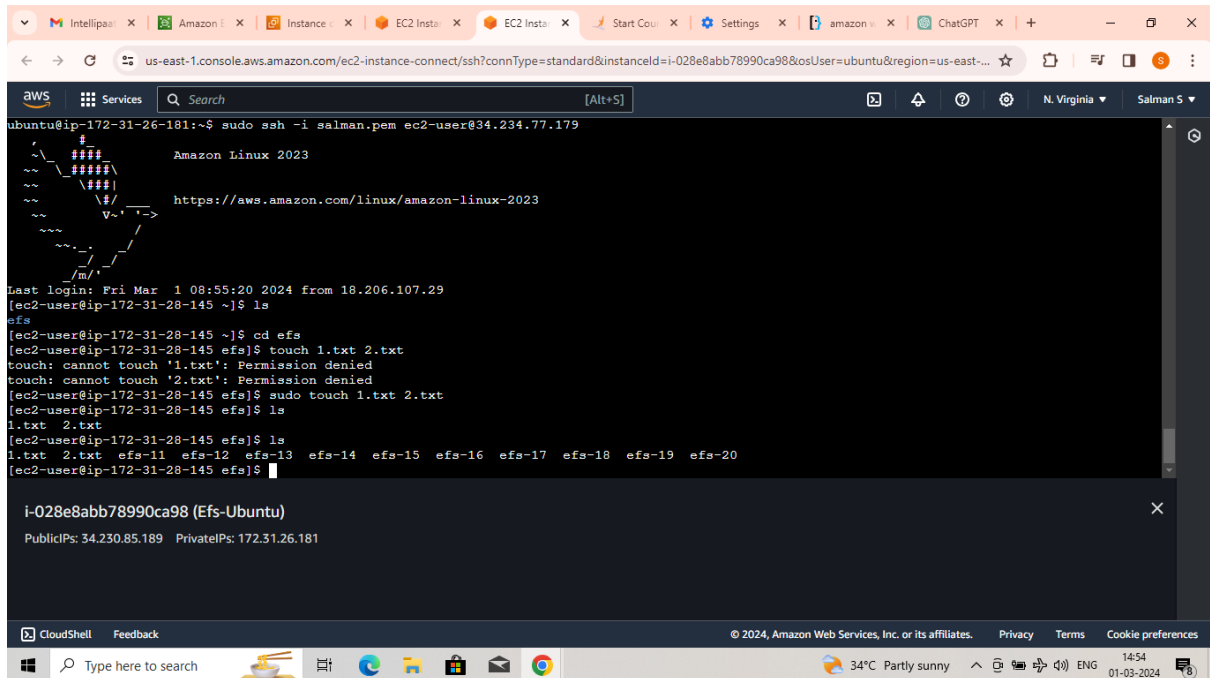 Intellipaa
Amazon E
Instance c
EC2 Insta
EC2 Insta
Start Cour
Settings
amazon w
ChatGPT
us-east-1.console.aws.amazon.com/ec2-instance-connect/ssh?connType=standard&instanceId=i-028e8abb78990ca98&osUser=ubuntu&region=us-east-...
S
aws
Services
Search
[Alt+S]
N. Virginia
Salman S
ubuntu@ip-172-31-26-181:~$ sudo ssh -i salman.pem ec2-user@34.234.77.179
   ,     #_
   ~\_  ####_        Amazon Linux 2023
  ~~  \_#####\
  ~~     \###|
  ~~       \#/ ___   https://aws.amazon.com/linux/amazon-linux-2023
   ~~       V~' '->
    ~~~         /
      ~~._.   _/
         _/ _/
       _/m/'
Last login: Fri Mar  1 08:55:20 2024 from 18.206.107.29
[ec2-user@ip-172-31-28-145 ~]$ ls
efs
[ec2-user@ip-172-31-28-145 ~]$ cd efs
[ec2-user@ip-172-31-28-145 efs]$ touch 1.txt 2.txt
touch: cannot touch '1.txt': Permission denied
touch: cannot touch '2.txt': Permission denied
[ec2-user@ip-172-31-28-145 efs]$ sudo touch 1.txt 2.txt
[ec2-user@ip-172-31-28-145 efs]$ ls
1.txt  2.txt
[ec2-user@ip-172-31-28-145 efs]$ ls
1.txt  2.txt  efs-11  efs-12  efs-13  efs-14  efs-15  efs-16  efs-17  efs-18  efs-19  efs-20
[ec2-user@ip-172-31-28-145 efs]$
i-028e8abb78990ca98 (Efs-Ubuntu)
PublicIPs: 34.230.85.189 PrivateIPs: 172.31.26.181
CloudShell Feedback
© 2024, Amazon Web Services, Inc. or its affiliates. Privacy Terms Cookie preferences
Type here to search
34°C Partly sunny
ENG
14:54
01-03-2024
8